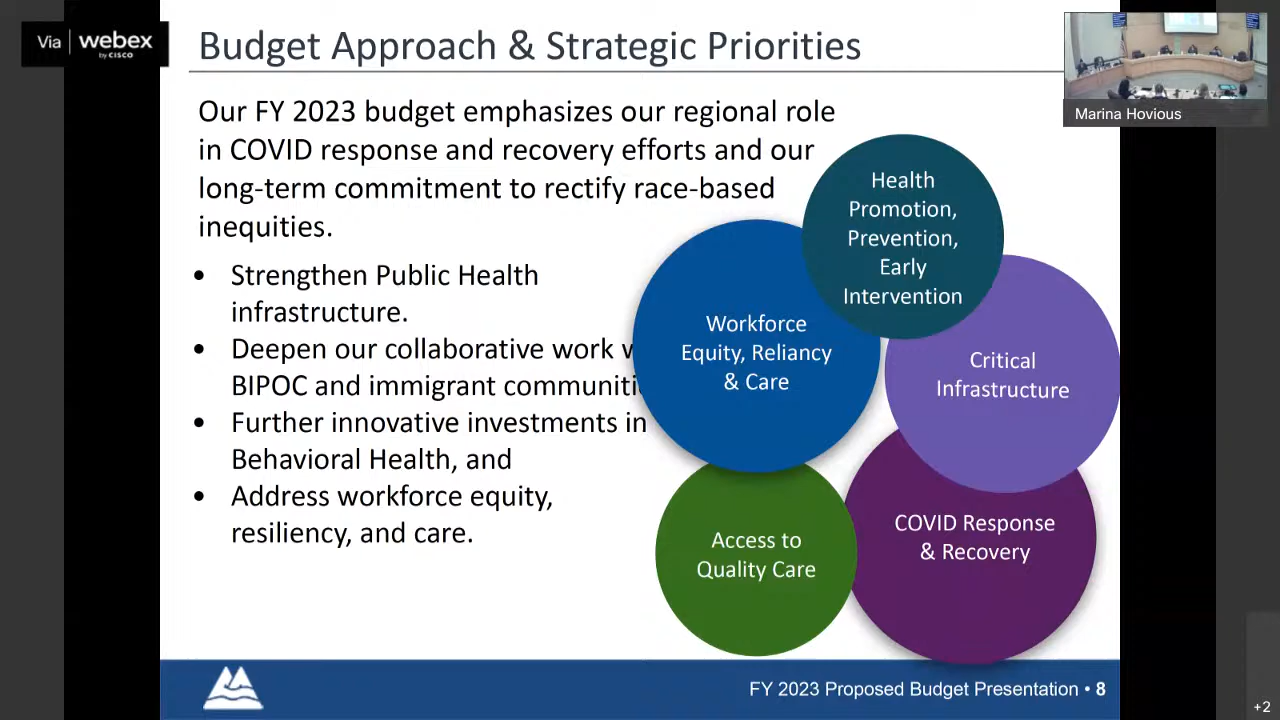 Via webex
by CISCO
Budget Approach & Strategic Priorities
Marina Hovious
Our FY 2023 budget emphasizes our regional role
in COVID response and recovery efforts and our
long-term commitment to rectify race-based
inequities.
• Strengthen Public Health
infrastructure.
• Deepen our collaborative work
BIPOC and immigrant
• Further innovative investments in
Behavioral Health, and
• Address workforce equity,
resiliency, and care.
Health
Promotion,
Prevention,
Early
Intervention
Workforce
Equity, Reliancy
& Care
Critical
Infrastructure
Access to
Quality Care
COVID Response
& Recovery
FY 2023 Proposed Budget Presentation • 8
+2